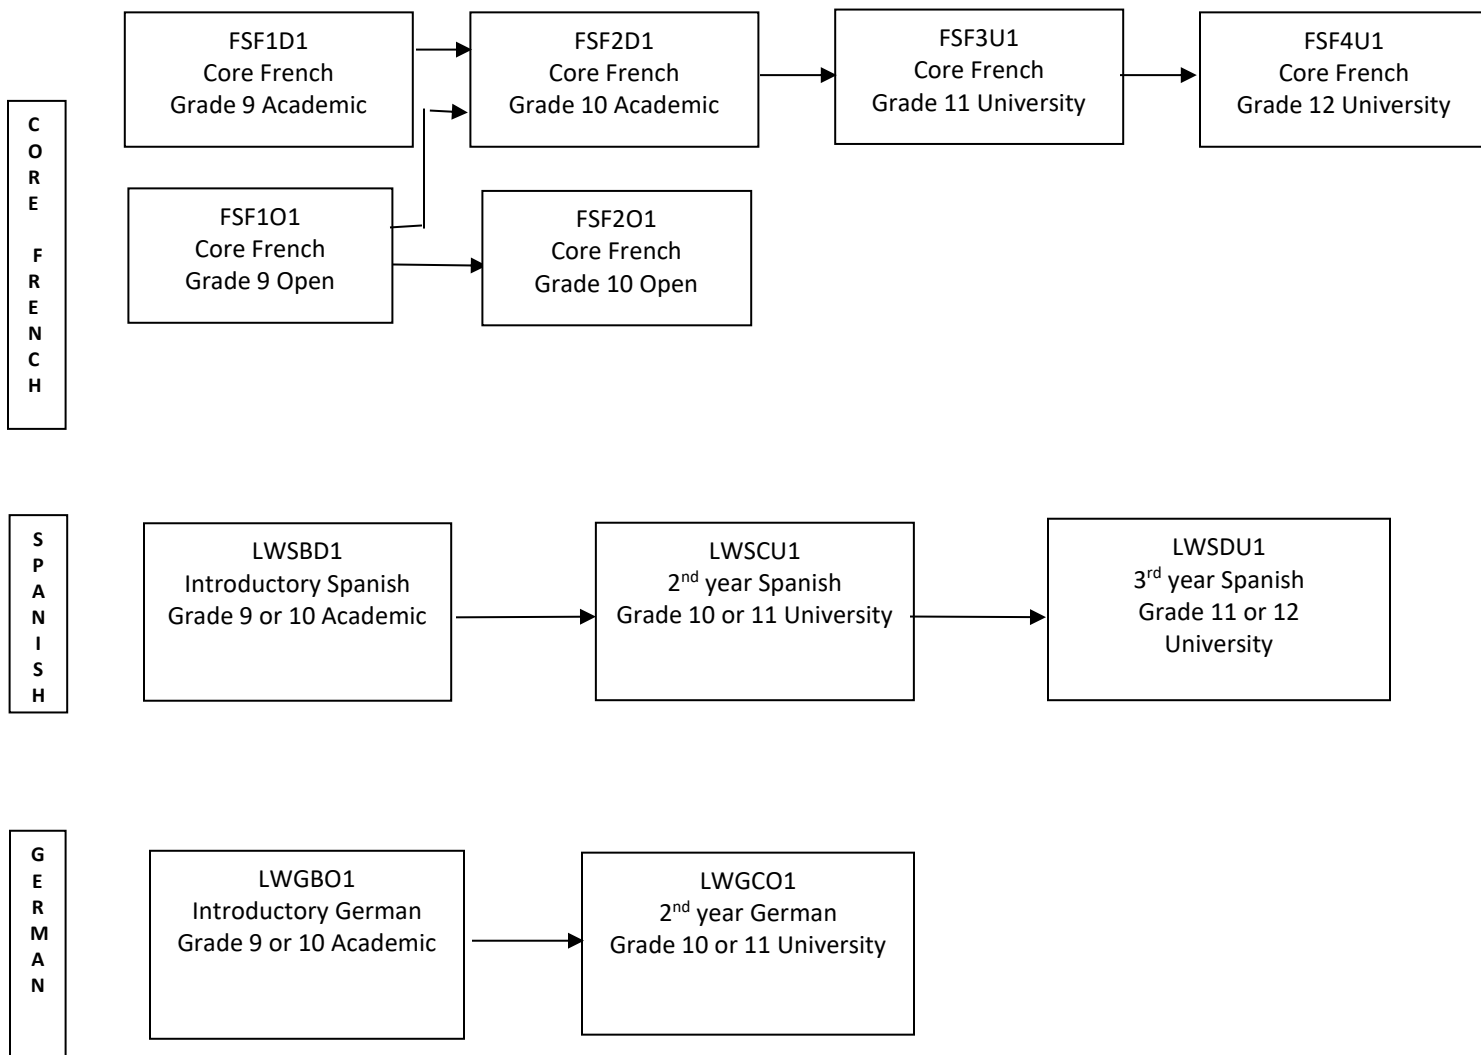 CORE FRENCH
FSF1D1
Core French
Grade 9 Academic
FSF2D1
Core French
Grade 10 Academic
FSF3U1
Core French
Grade 11 University
FSF4U1
Core French
Grade 12 University
FSF1O1
Core French
Grade 9 Open
FSF2O1
Core French
Grade 10 Open
SPANISH
LWSBD1
Introductory Spanish
Grade 9 or 10 Academic
LWSCU1
2nd year Spanish
Grade 10 or 11 University
LWSDU1
3rd year Spanish
Grade 11 or 12
University
GERMAN
LWGBO1
Introductory German
Grade 9 or 10 Academic
LWGCO1
2nd year German
Grade 10 or 11 University